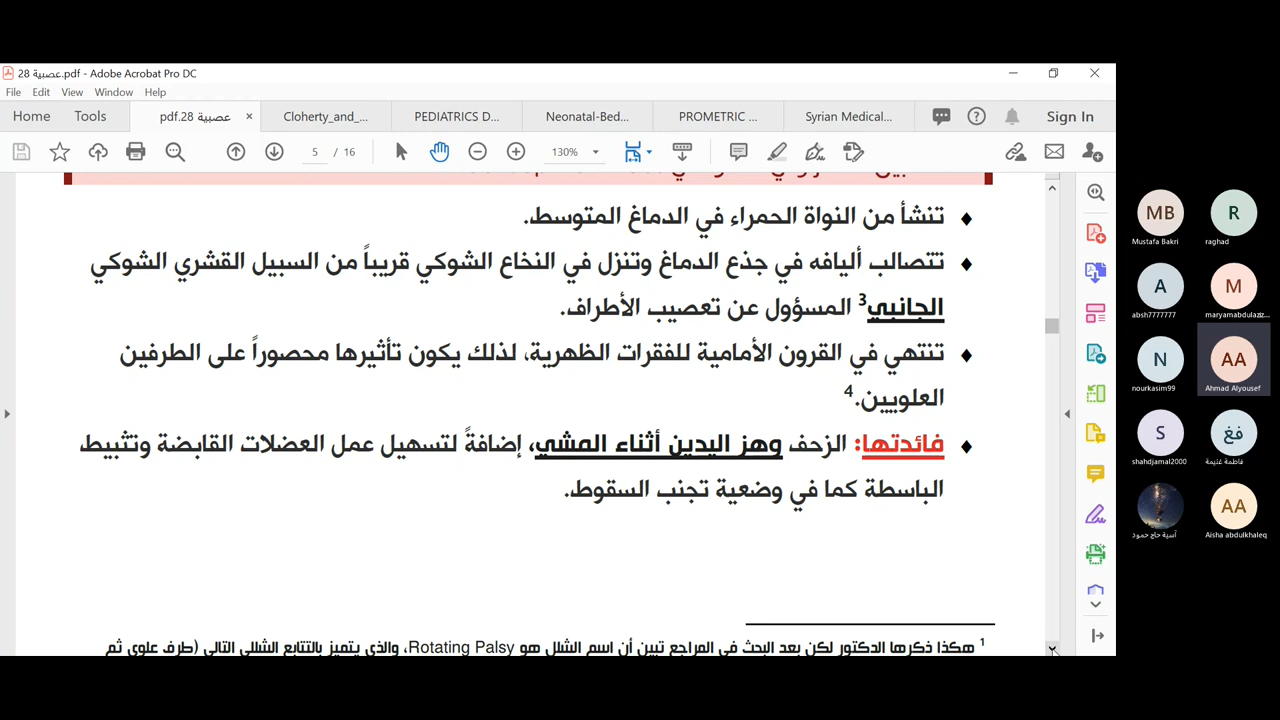 عصبية 28.pdf - Adobe Acrobat Pro DC
File Edit View Window Help
Home Tools
عصبية 28.pdf × Cloherty_and_... PEDIATRICS D... Neonatal-Bed... PROMETRIC ... Syrian Medical...
Sign In
5 / 16 130%
تنشأ من النواة الحمراء في الدماغ المتوسط.
تتصالب أليافه في جذع الدماغ وتنزل في النخاع الشوكي قريباً من السبيل القشري الشوكي
الجانبي3 المسؤول عن تعصيب الأطراف.
تنتهي في القرون الأمامية للفقرات الظهرية، لذلك يكون تأثيرها محصوراً على الطرفين
العلويين.4
فائدتها: الزحف وهز اليدين أثناء المشي، إضافةً لتسهيل عمل العضلات القابضة وتثبيط
الباسطة كما في وضعية تجنب السقوط.
1 هكذا ذكرها الدكتور لكن بعد البحث في المراجع تبين أن اسم الشلل هو Rotating Palsy، والذي يتميز بالتتابع الشللي التالي (طرف علوي ثم
MB
Mustafa Bakri
R
raghad
A
absh7777777
M
maryamabdulaziz...
N
nourkasim99
AA
Ahmad Alyousef
S
shahdjamal2000
فغ
فاطمة غنيمة
آسية حاج حمود
AA
Aisha abdulkhaleq